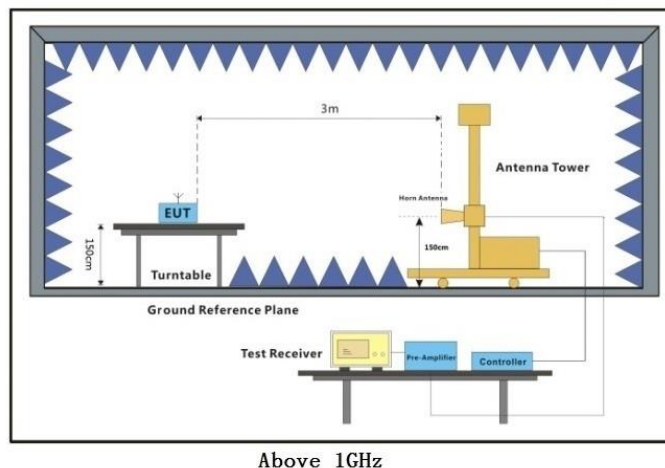 3m
Antenna Tower
Horn Antenna
EUT
150cm
150cm
Turntable
Ground Reference Plane
Test Receiver
Pre-Amplifier
Controller
Above 1GHz